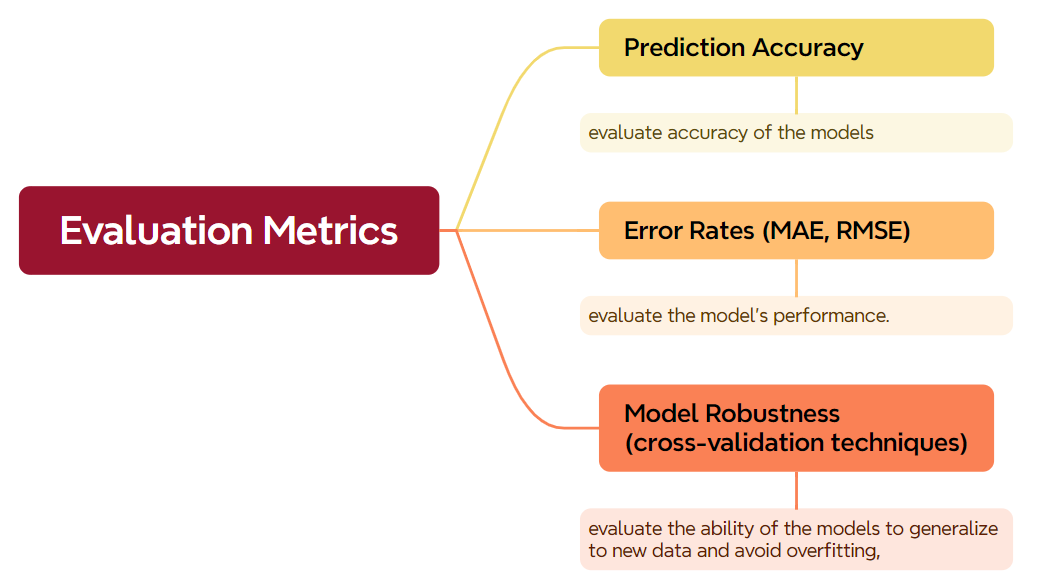 Evaluation Metrics
Prediction Accuracy
evaluate accuracy of the models
Error Rates (MAE, RMSE)
evaluate the model's performance.
Model Robustness
(cross-validation techniques)
evaluate the ability of the models to generalize
to new data and avoid overfitting,